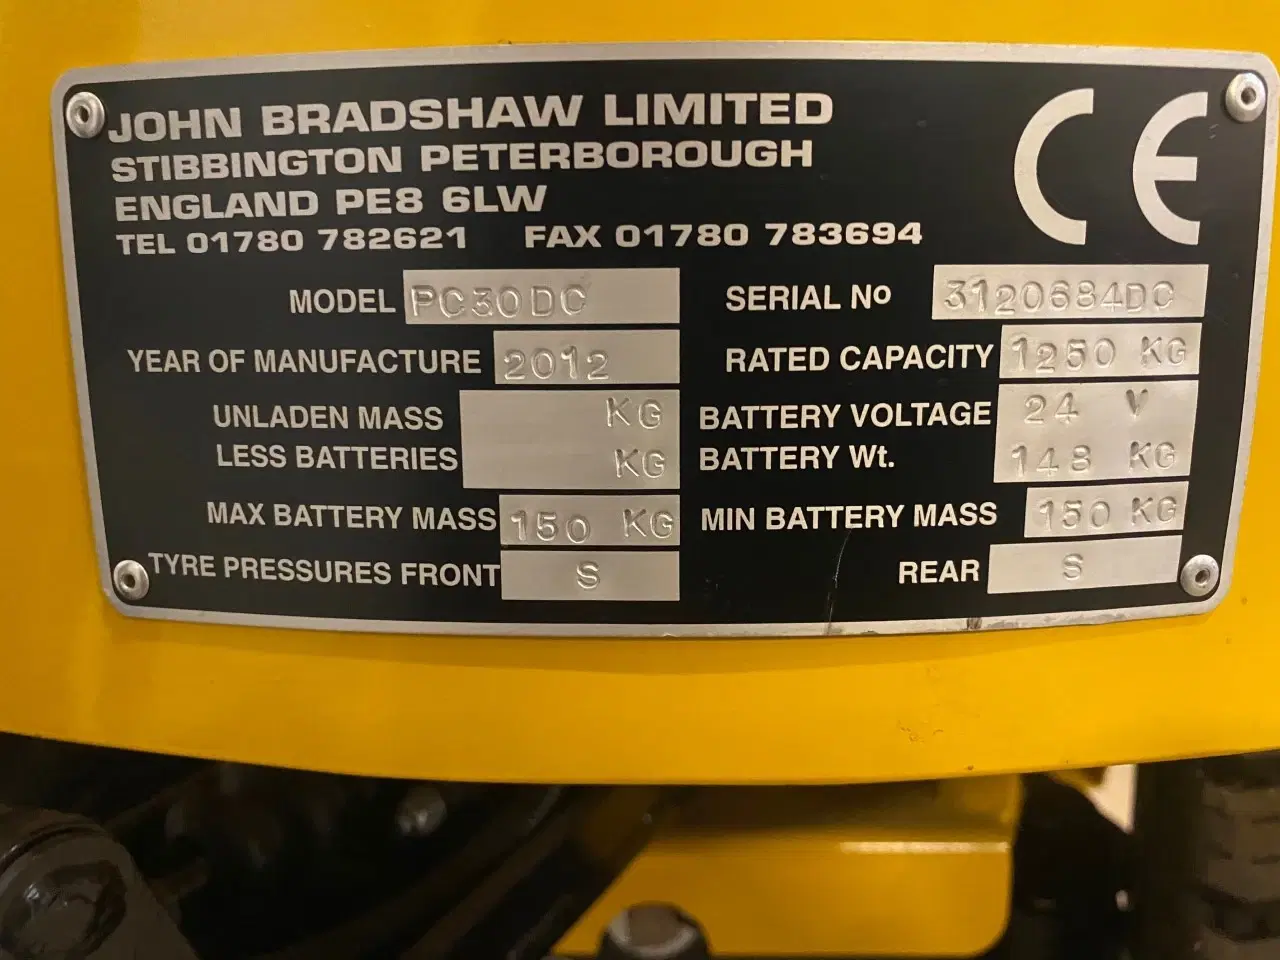 JOHN BRADSHAW LIMITED
STIBBINGTON PETERBOROUGH
ENGLAND PE8 6LW
TEL 01780 782621 FAX 01780 783694
CE
MODEL PC30DC SERIAL No 3120684DC
YEAR OF MANUFACTURE 2012 RATED CAPACITY 1250 KG
UNLADEN MASS KG BATTERY VOLTAGE 24 V
LESS BATTERIES KG BATTERY Wt. 148 KG
MAX BATTERY MASS 150 KG MIN BATTERY MASS 150 KG
TYRE PRESSURES FRONT S REAR S